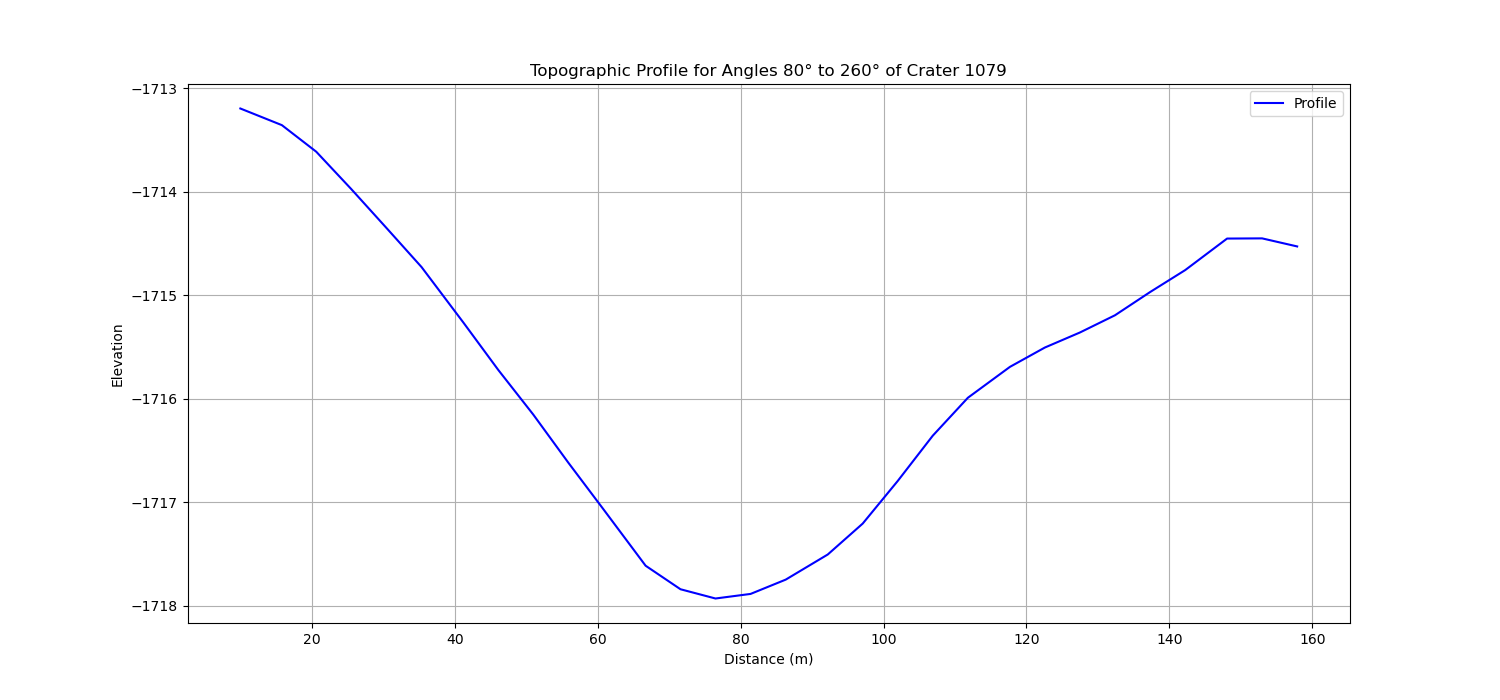 Topographic Profile for Angles 80° to 260° of Crater 1079
Profile
−1713
−1714
−1715
−1716
−1717
−1718
Elevation
20 40 60 80 100 120 140 160
Distance (m)